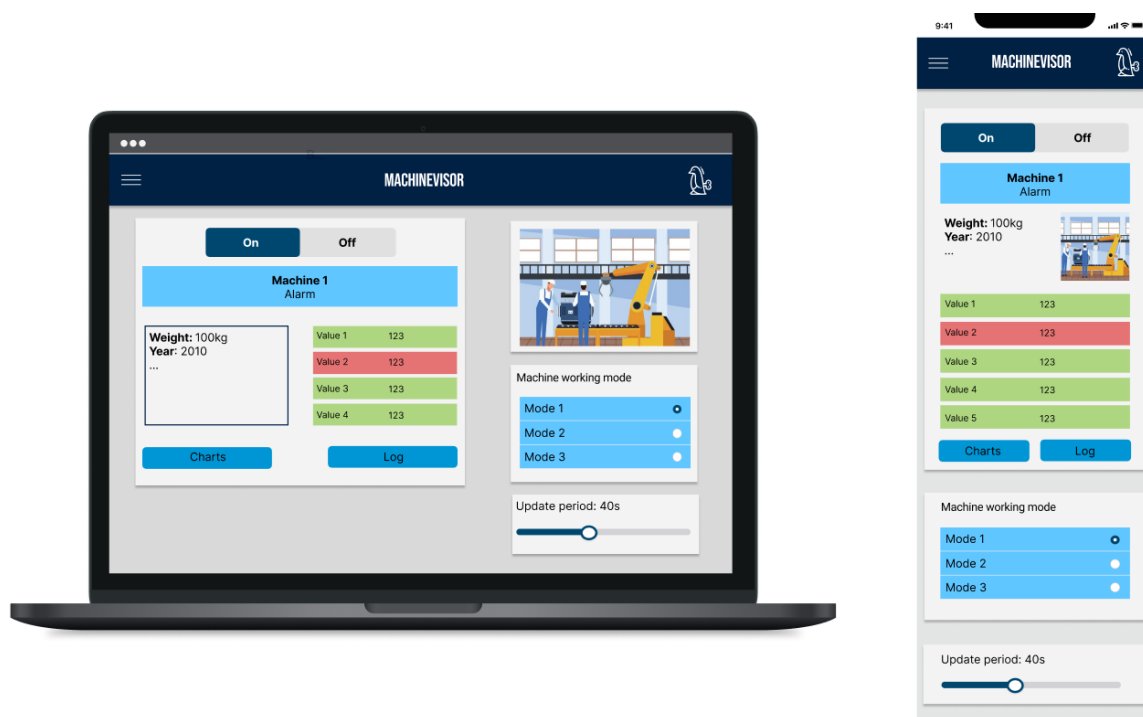 MACHINEVISOR
On Off
Machine 1
Alarm
Weight: 100kg
Year: 2010
...
Value 1 123
Value 2 123
Value 3 123
Value 4 123
Charts Log
Machine working mode
Mode 1
Mode 2
Mode 3
Update period: 40s
9:41
MACHINEVISOR
On Off
Machine 1
Alarm
Weight: 100kg
Year: 2010
...
Value 1 123
Value 2 123
Value 3 123
Value 4 123
Value 5 123
Charts Log
Machine working mode
Mode 1
Mode 2
Mode 3
Update period: 40s